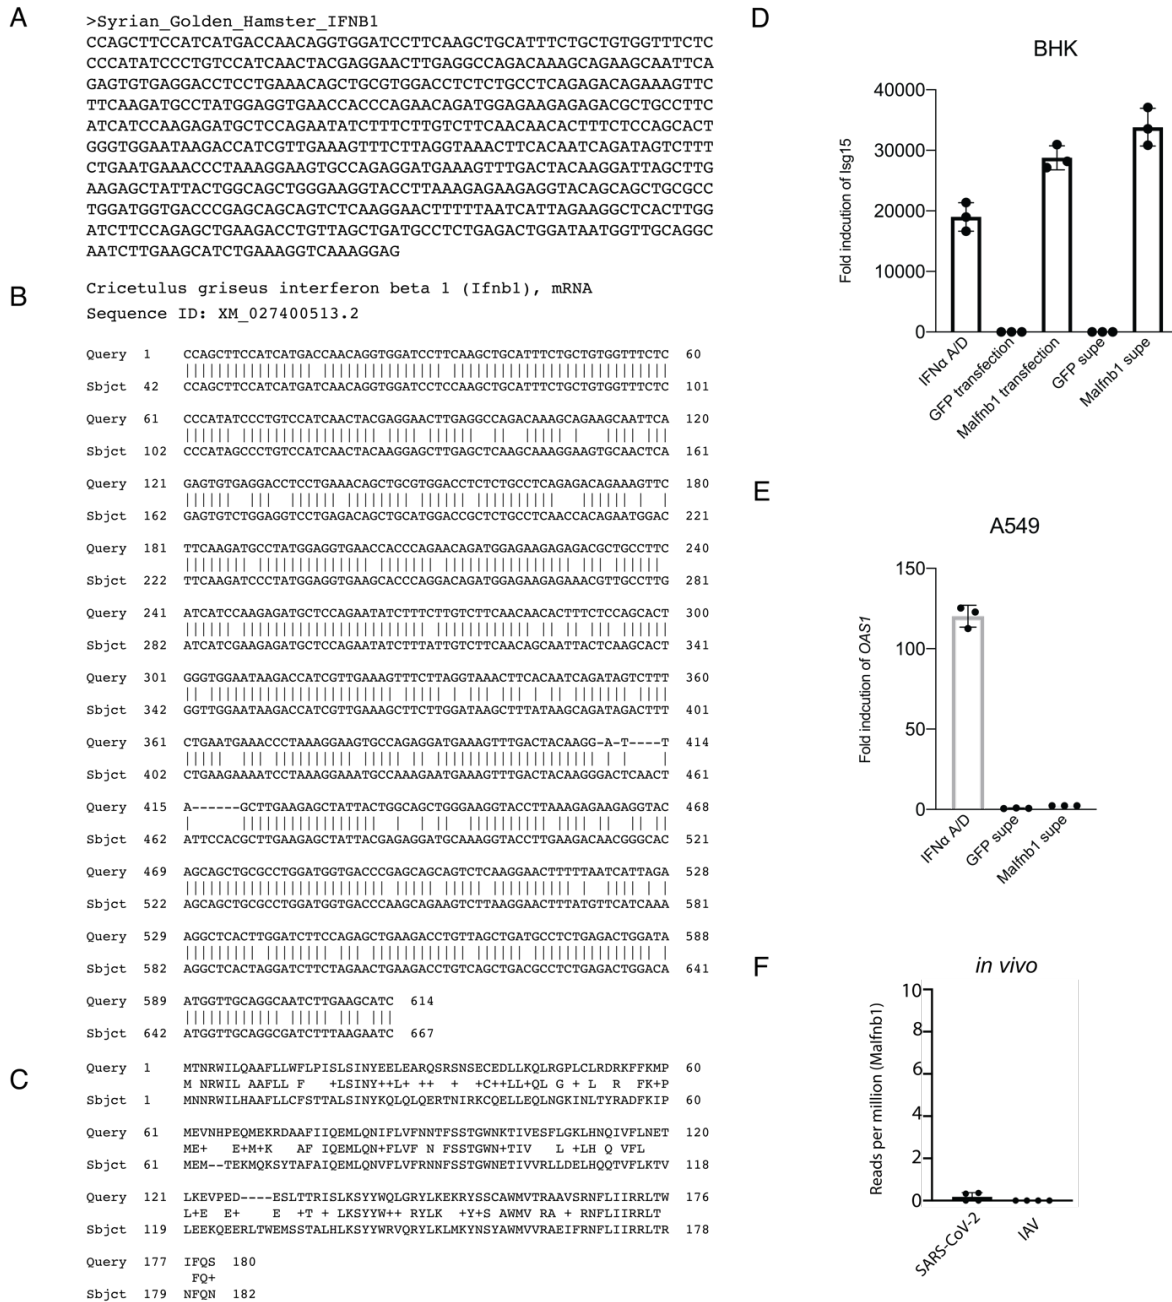 A
>Syrian_Golden_Hamster_IFNB1
CCAGCTTCCATCATGACCAACAGGTGGATCCTTCAAGCTGCATTTCTGCTGTGGTTTCTC
CCCATATCCCTGTCCATCAACTACGAGGAACTTGAGGCCAGACAAAGCAGAAGCAATTCA
GAGTGTGAGGACCTCCTGAAACAGCTGCGTGGACCTCTCTGCCTCAGAGACAGAAAGTTC
TTCAAGATGCCTATGGAGGTGAACCACCCAGAACAGATGGAGAAGAGAGACGCTGCCTTC
ATCATCCAAGAGATGCTCCAGAATATCTTTCTTGTCTTCAACAACACTTTCTCCAGCACT
GGGTGGAATAAGACCATCGTTGAAAGTTTCTTAGGTAAACTTCACAATCAGATAGTCTTT
CTGAATGAAACCCTAAAGGAAGTGCCAGAGGATGAAAGTTTGACTACAAGGATTAGCTTG
AAGAGCTATTACTGGCAGCTGGGAAGGTACCTTAAAGAGAAGAGGTACAGCAGCTGCGCC
TGGATGGTGACCCGAGCAGCAGTCTCAAGGAACTTTTTAATCATTAGAAGGCTCACTTGG
ATCTTCCAGAGCTGAAGACCTGTTAGCTGATGCCTCTGAGACTGGATAATGGTTGCAGGC
AATCTTGAAGCATCTGAAAGGTCAAAGGAG
B
Cricetulus griseus interferon beta 1 (Ifnb1), mRNA
Sequence ID: XM_027400513.2
Query 1 CCAGCTTCCATCATGACCAACAGGTGGATCCTTCAAGCTGCATTTCTGCTGTGGTTTCTC 60
Sbjct 42 CCAGCTTCCATCATGATCAACAGGTGGATCCTCCAAGCTGCATTTCTGCTGTGGTTTCTC 101
Query 61 CCCATATCCCTGTCCATCAACTACGAGGAACTTGAGGCCAGACAAAGCAGAAGCAATTCA 120
Sbjct 102 CCCATAGCCCTGTCCATCAACTACAAGGAGCTTGAGCTCAAGCAAAGGAAGTGCAACTCA 161
Query 121 GAGTGTGAGGACCTCCTGAAACAGCTGCGTGGACCTCTCTGCCTCAGAGACAGAAAGTTC 180
Sbjct 162 GAGTGTCTGGAGGTCCTGAGACAGCTGCATGGACCGCTCTGCCTCAACCACAGAATGGAC 221
Query 181 TTCAAGATGCCTATGGAGGTGAACCACCCAGAACAGATGGAGAAGAGAGACGCTGCCTTC 240
Sbjct 222 TTCAAGATCCCTATGGAGGTGAAGCACCCAGGACAGATGGAGAAGAGAAACGTTGCCTTG 281
Query 241 ATCATCCAAGAGATGCTCCAGAATATCTTTCTTGTCTTCAACAACACTTTCTCCAGCACT 300
Sbjct 282 ATCATCGAAGAGATGCTCCAGAATATCTTTATTGTCTTCAACAGCAATTACTCAAGCACT 341
Query 301 GGGTGGAATAAGACCATCGTTGAAAGTTTCTTAGGTAAACTTCACAATCAGATAGTCTTT 360
Sbjct 342 GGTTGGAATAAGACCATCGTTGAAAGCTTCTTGGATAAGCTTTATAAGCAGATAGACTTT 401
Query 361 CTGAATGAAACCCTAAAGGAAGTGCCAGAGGATGAAAGTTTGACTACAAGG-A-T----T 414
Sbjct 402 CTGAAGAAAATCCTAAAGGAAATGCCAAAGAATGAAAGTTTGACTACAAGGGACTCAACT 461
Query 415 A------GCTTGAAGAGCTATTACTGGCAGCTGGGAAGGTACCTTAAAGAGAAGAGGTAC 468
Sbjct 462 ATTCCACGCTTGAAGAGCTATTACGAGAGGATGCAAAGGTACCTTGAAGACAACGGGCAC 521
Query 469 AGCAGCTGCGCCTGGATGGTGACCCGAGCAGCAGTCTCAAGGAACTTTTTAATCATTAGA 528
Sbjct 522 AGCAGCTGCGCCTGGATGGTGACCCAAGCAGAAGTCTTAAGGAACTTTATGTTCATCAAA 581
Query 529 AGGCTCACTTGGATCTTCCAGAGCTGAAGACCTGTTAGCTGATGCCTCTGAGACTGGATA 588
Sbjct 582 AGGCTCACTAGGATCTTCTAGAACTGAAGACCTGTCAGCTGACGCCTCTGAGACTGGACA 641
Query 589 ATGGTTGCAGGCAATCTTGAAGCATC 614
Sbjct 642 ATGGTTGCAGGCGATCTTTAAGAATC 667
C
Query 1 MTNRWILQAAFLLWFLPISLSINYEELEARQSRSNSECEDLLKQLRGPLCLRDRKFFKMP 60
M NRWIL AAFLL F +LSINY++L+ ++ + +C++LL+QL G + L R FK+P
Sbjct 1 MNNRWILHAAFLLCFSTTALSINYKQLQLQERTNIRKCQELLEQLNGKINLTYRADFKIP 60
Query 61 MEVNHPEQMEKRDAAFIIQEMLQNIFLVFNNTFSSTGWNKTIVESFLGKLHNQIVFLNET 120
ME+ E+M+K AF IQEMLQN+FLVF N FSSTGWN+TIV L +LH Q VFL
Sbjct 61 MEM--TEKMQKSYTAFAIQEMLQNVFLVFRNNFSSTGWNETIVVRLLDELHQQTVFLKTV 118
Query 121 LKEVPED----ESLTTRISLKSYYWQLGRYLKEKRYSSCAWMVTRAAVSRNFLIIRRLTW 176
L+E E+ E +T + LKSYYW++ RYLK +Y+S AWMV RA + RNFLIIRRLT
Sbjct 119 LEEKQEERLTWEMSSTALHLKSYYWRVQRYLKLMKYNSYAWMVVRAEIFRNFLIIRRLTR 178
Query 177 IFQS 180
FQ+
Sbjct 179 NFQN 182
D
BHK
Fold indcution of Isg15
40000
30000
20000
10000
0
IFNα A/D
GFP transfection
MaIfnb1 transfection
GFP supe
MaIfnb1 supe
E
A549
Fold indcution of OAS1
150
100
50
0
IFNα A/D
GFP supe
MaIfnb1 supe
F
in vivo
Reads per million (MaIfnb1)
10
8
6
4
2
0
SARS-CoV-2
IAV